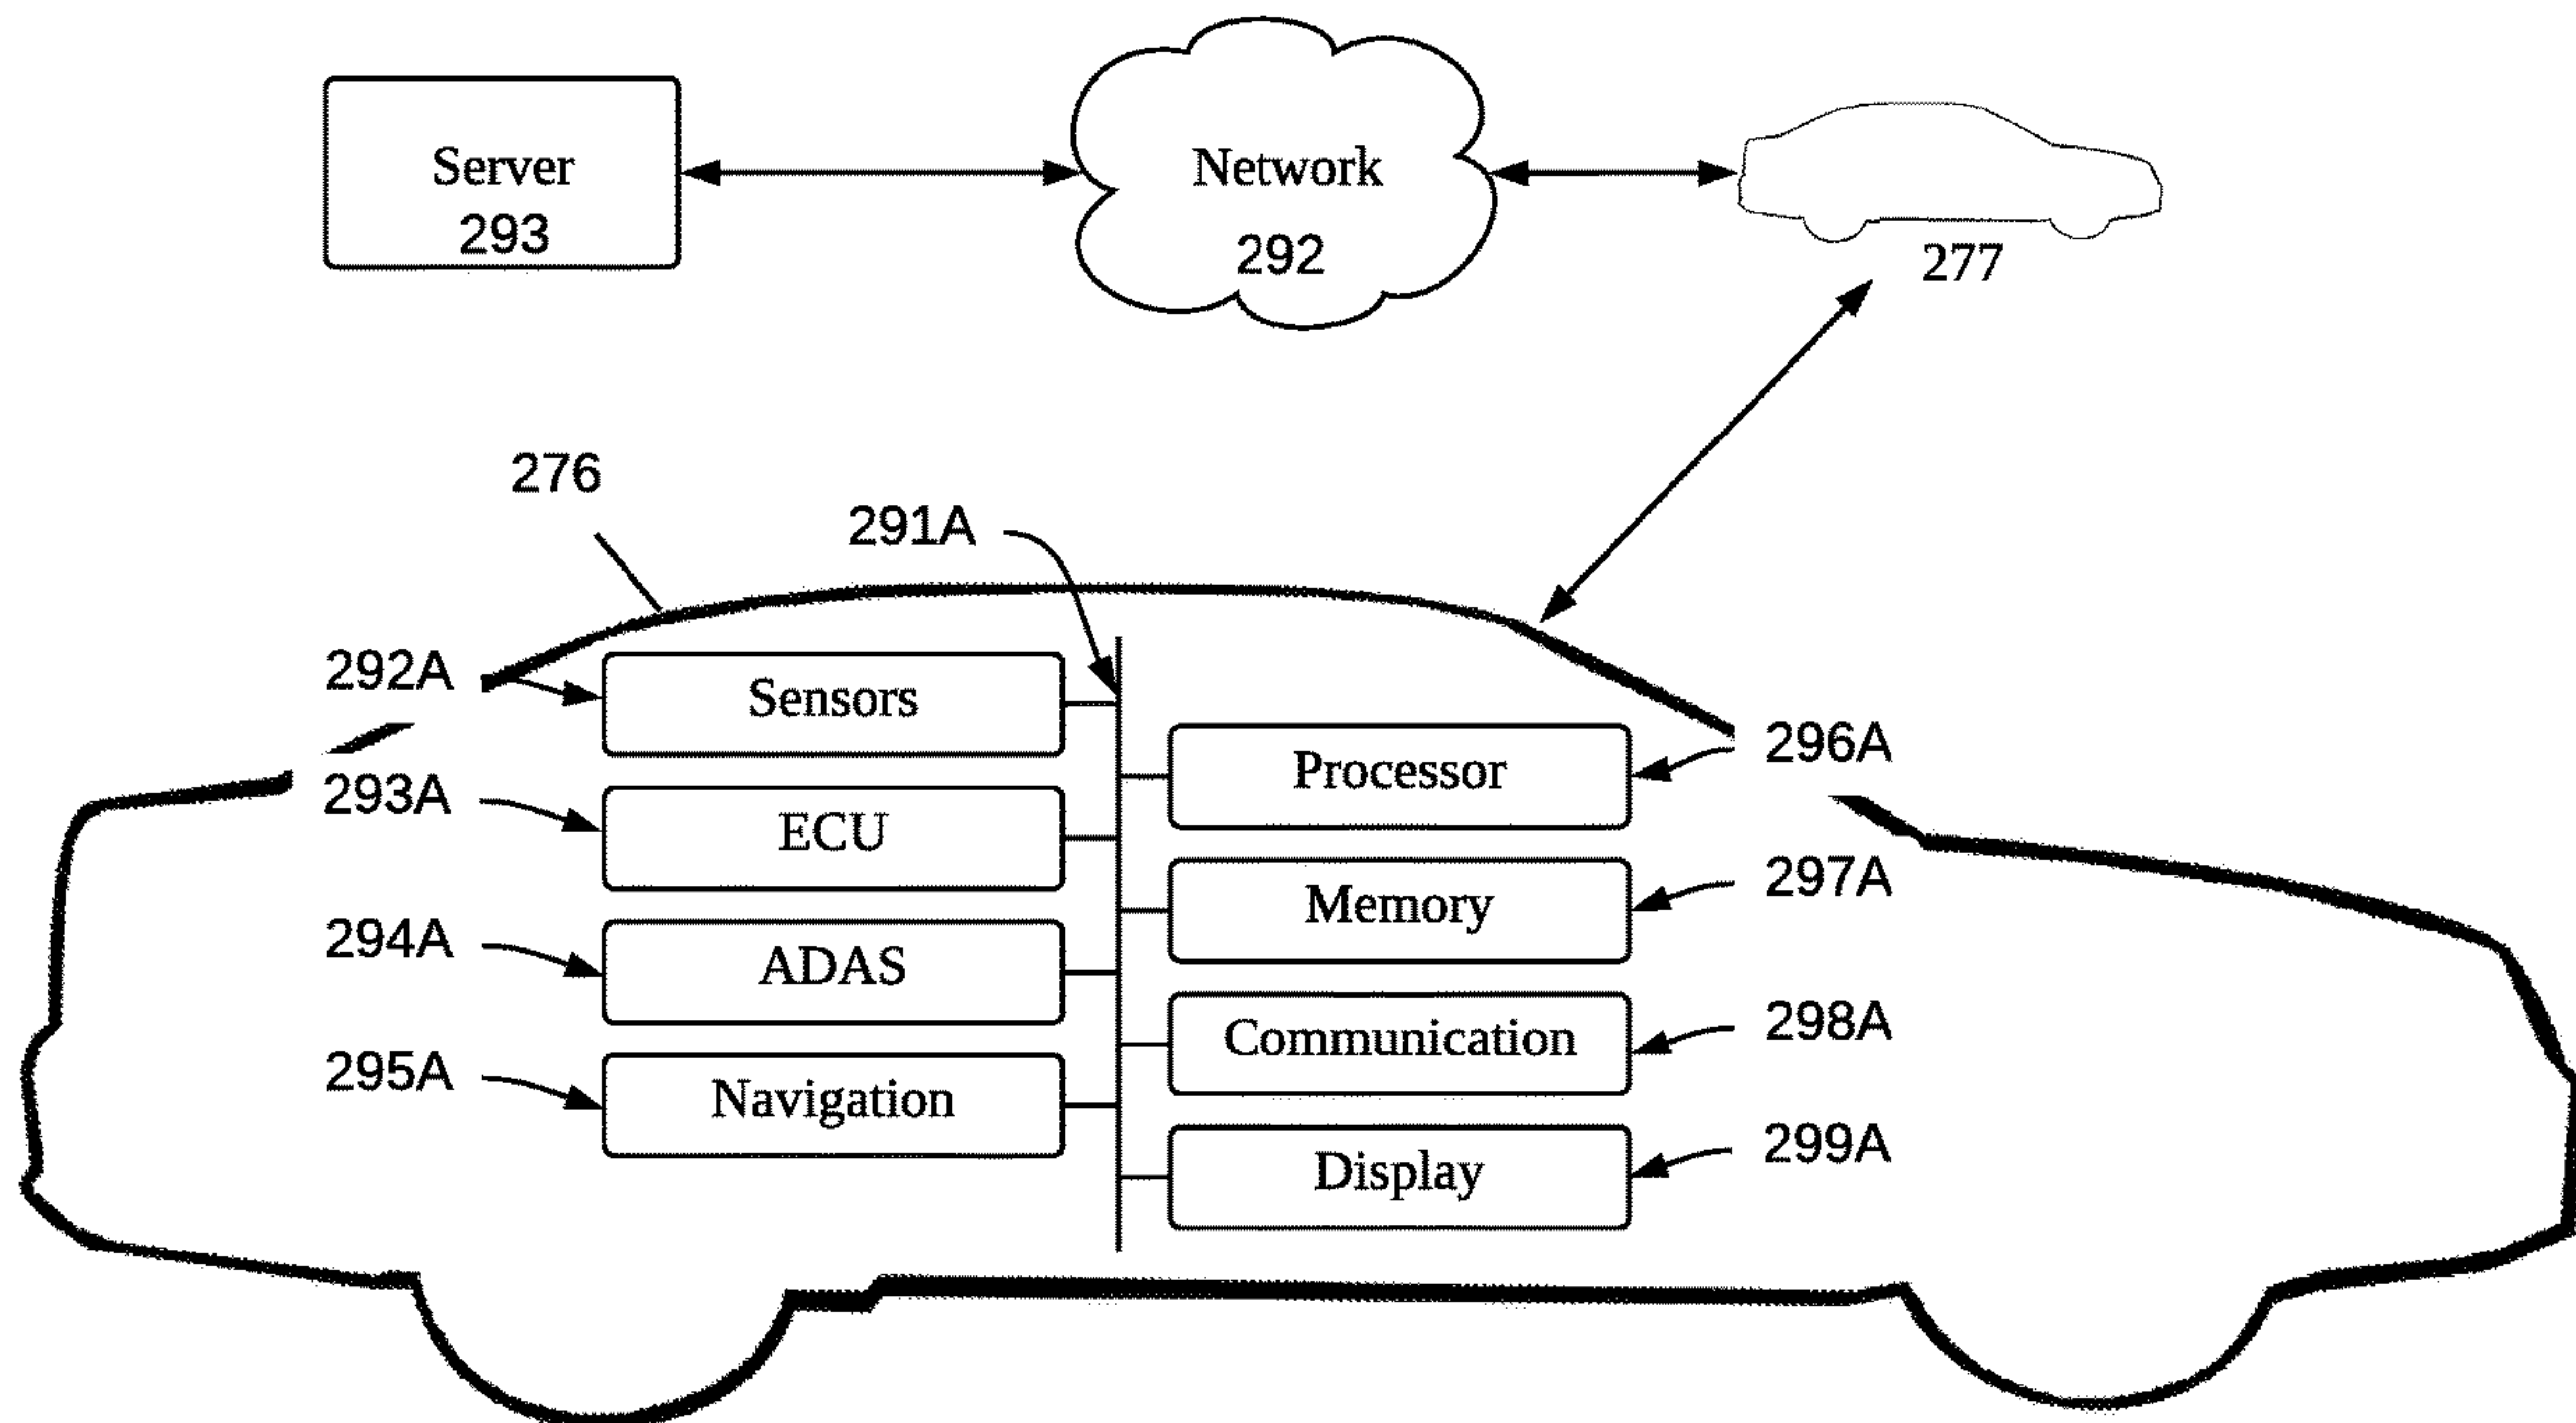 Server
293
Network
292
277
276
291A
292A
Sensors
293A
ECU
294A
ADAS
295A
Navigation
Processor
296A
Memory
297A
Communication
298A
Display
299A